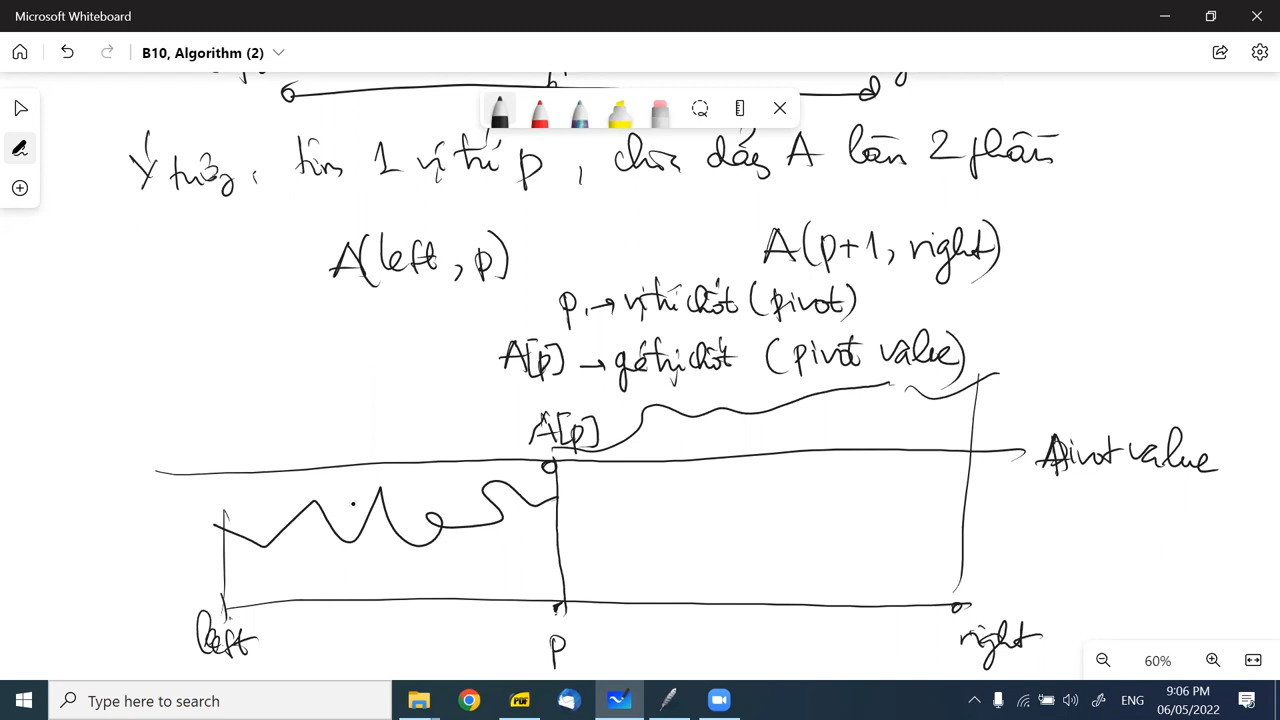 Microsoft Whiteboard
B10, Algorithm (2)
Ý tưởng, tìm 1 vị trí p, chia dãy A làm 2 phần
A(left, p) A(p+1, right)
p, → vị trí chốt (pivot)
A[p] → giá trị chốt (pivot value)
A[p]
pivot value
left p right
60%
Type here to search
ENG
9:06 PM
06/05/2022